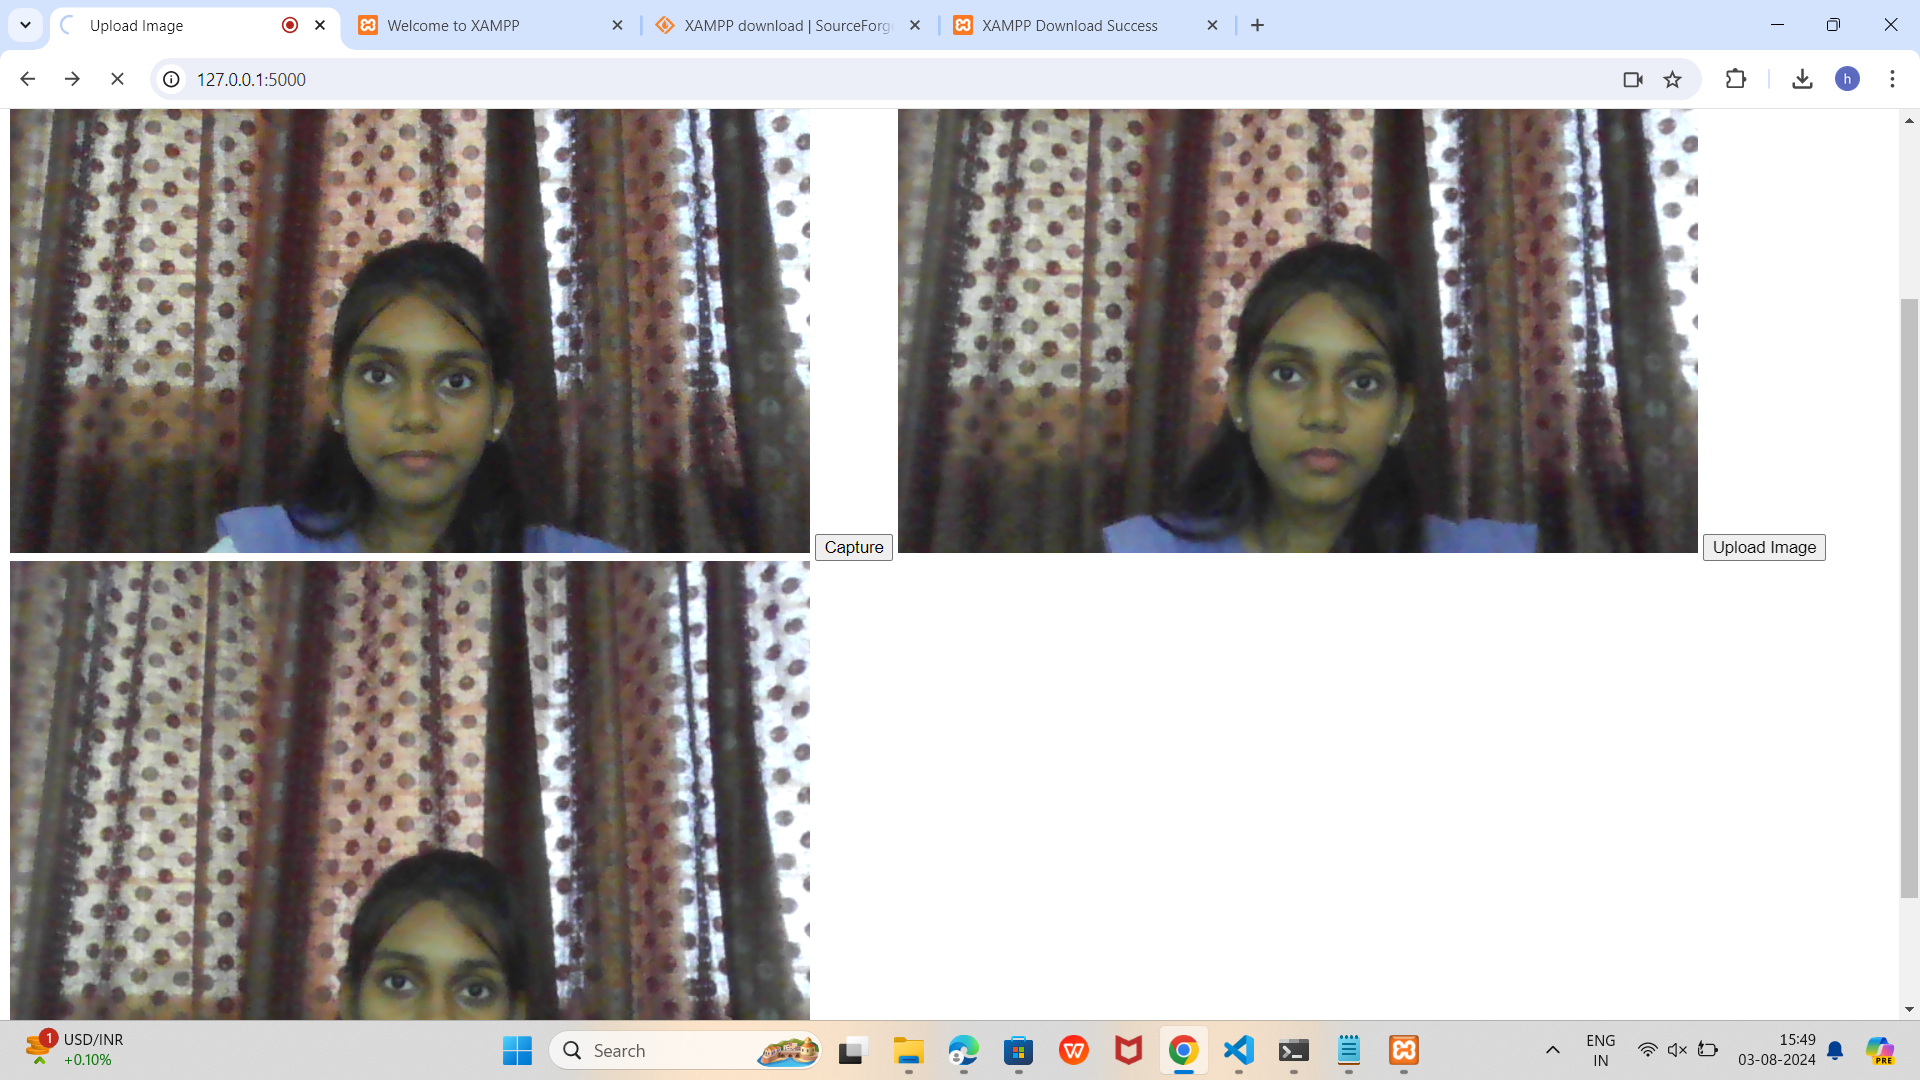 Upload Image
Welcome to XAMPP
XAMPP download | SourceForg
XAMPP Download Success
127.0.0.1:5000
h
Capture
Upload Image
1
USD/INR
+0.10%
Search
ENG
IN
15:49
03-08-2024
PRE